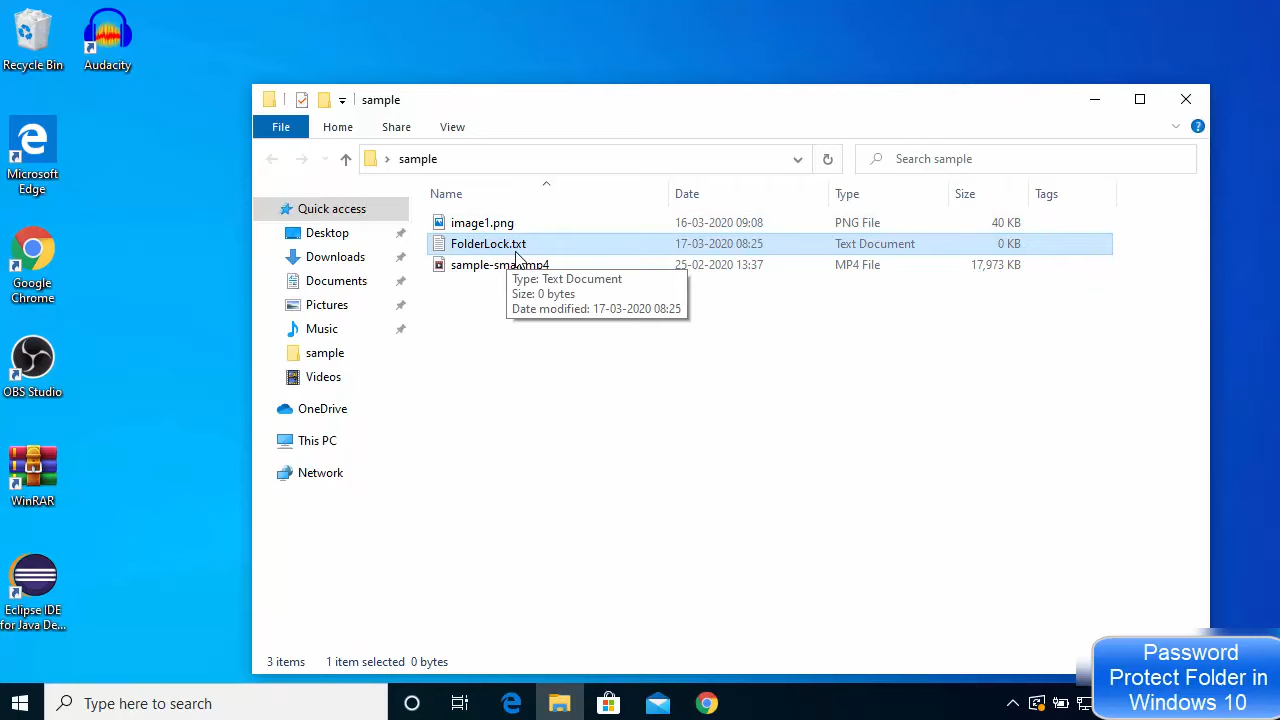 Recycle Bin
Audacity
Microsoft
Edge
Google
Chrome
OBS Studio
WinRAR
Eclipse IDE
for Java De...
sample
File
Home
Share
View
sample
Search sample
Name
Date
Type
Size
Tags
image1.png
16-03-2020 09:08
PNG File
40 KB
FolderLock.txt
17-03-2020 08:25
Text Document
0 KB
25-02-2020 13:37
MP4 File
17,973 KB
Type: Text Document
Size: 0 bytes
Date modified: 17-03-2020 08:25
Quick access
Desktop
Downloads
Documents
Pictures
Music
sample
Videos
OneDrive
This PC
Network
3 items
1 item selected 0 bytes
Password
Protect Folder in
Windows 10
Type here to search